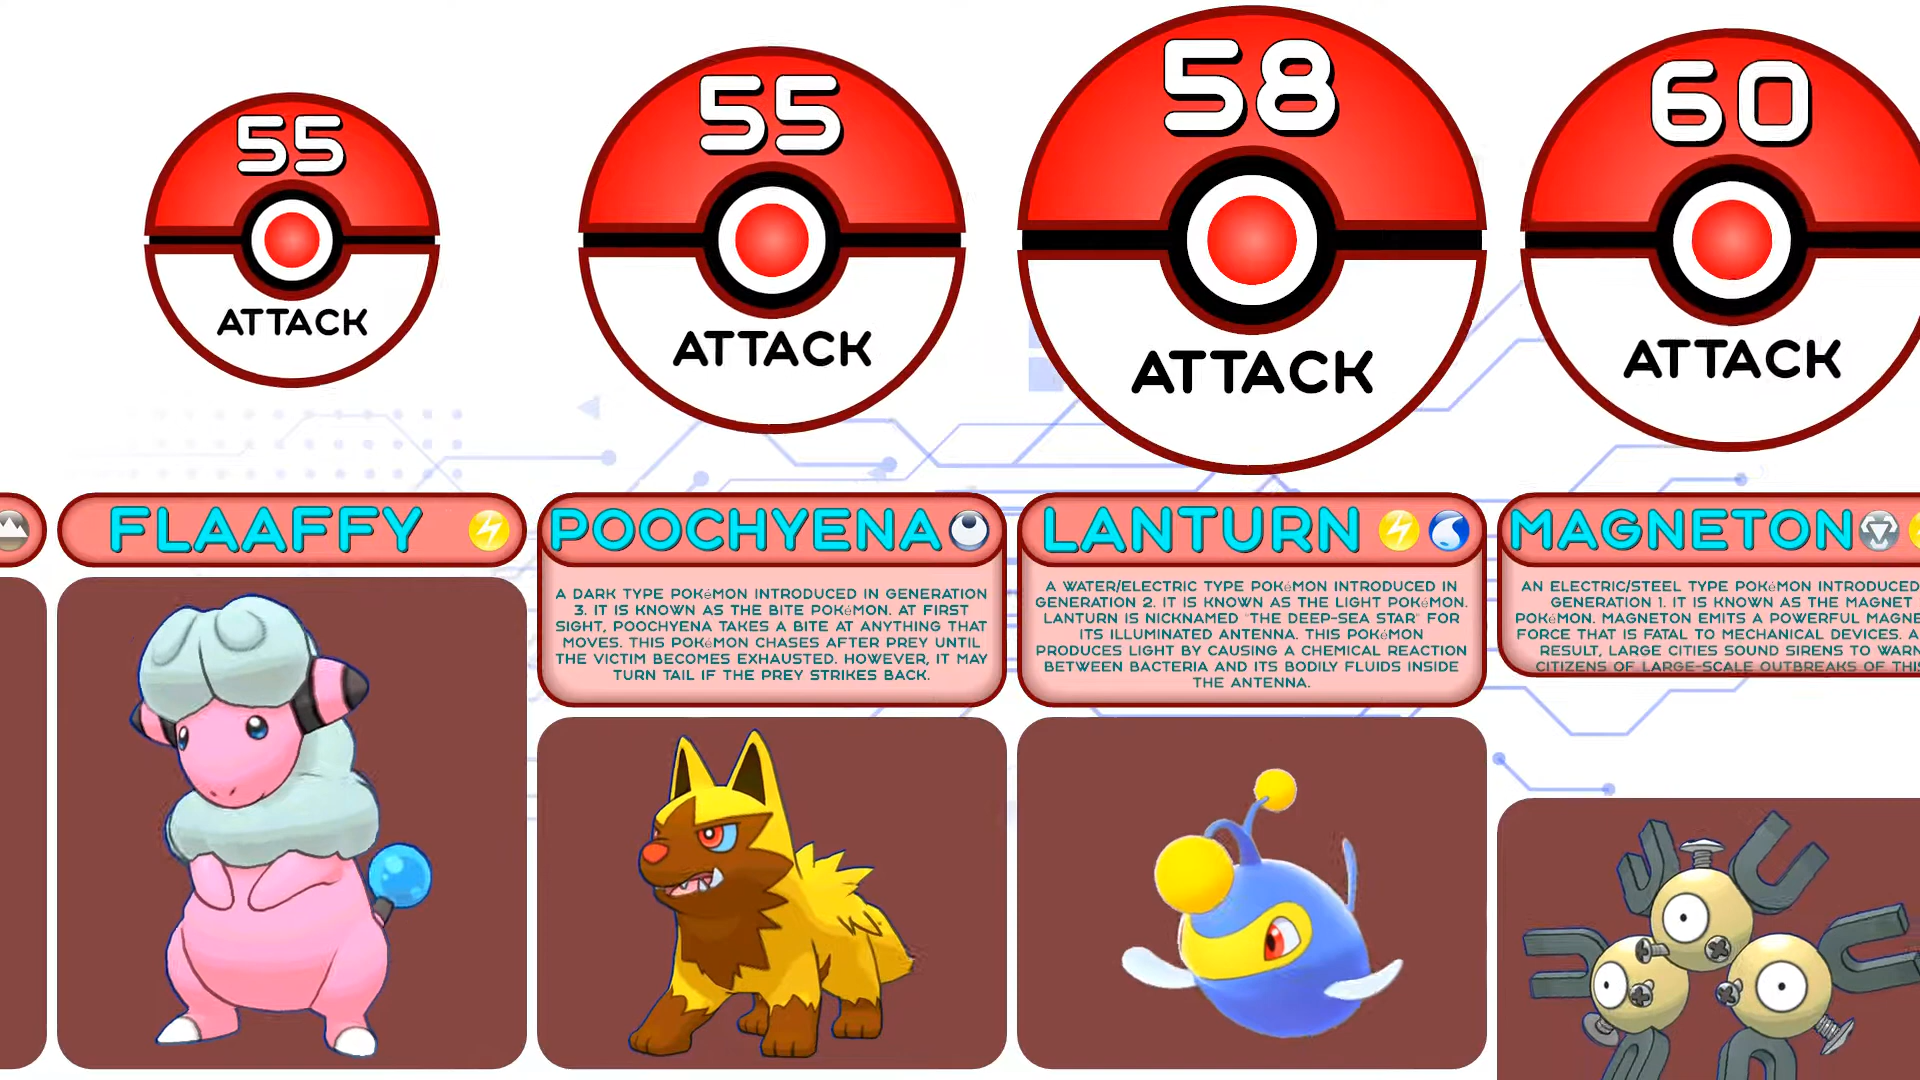 55
ATTACK
55
ATTACK
58
ATTACK
60
ATTACK
FLAAFFY
POOCHYENA
A DARK TYPE POKéMON INTRODUCED IN GENERATION
3. IT IS KNOWN AS THE BITE POKéMON. AT FIRST
SIGHT, POOCHYENA TAKES A BITE AT ANYTHING THAT
MOVES. THIS POKéMON CHASES AFTER PREY UNTIL
THE VICTIM BECOMES EXHAUSTED. HOWEVER, IT MAY
TURN TAIL IF THE PREY STRIKES BACK.
LANTURN
A WATER/ELECTRIC TYPE POKéMON INTRODUCED IN
GENERATION 2. IT IS KNOWN AS THE LIGHT POKéMON.
LANTURN IS NICKNAMED "THE DEEP-SEA STAR" FOR
ITS ILLUMINATED ANTENNA. THIS POKéMON
PRODUCES LIGHT BY CAUSING A CHEMICAL REACTION
BETWEEN BACTERIA AND ITS BODILY FLUIDS INSIDE
THE ANTENNA.
MAGNETON
AN ELECTRIC/STEEL TYPE POKéMON INTRODUCED
GENERATION 1. IT IS KNOWN AS THE MAGNET
POKéMON. MAGNETON EMITS A POWERFUL MAGNE
FORCE THAT IS FATAL TO MECHANICAL DEVICES. A
RESULT, LARGE CITIES SOUND SIRENS TO WARN
CITIZENS OF LARGE-SCALE OUTBREAKS OF THIS